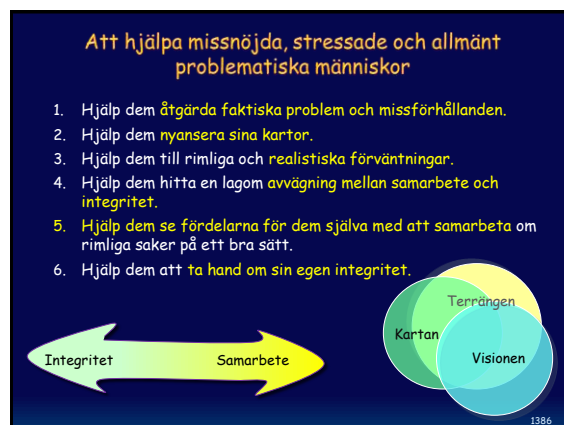 Att hjälpa missnöjda, stressade och allmänt
problematiska människor
1. Hjälp dem åtgärda faktiska problem och missförhållanden.
2. Hjälp dem nyansera sina kartor.
3. Hjälp dem till rimliga och realistiska förväntningar.
4. Hjälp dem hitta en lagom avvägning mellan samarbete och
integritet.
5. Hjälp dem se fördelarna för dem själva med att samarbeta om
rimliga saker på ett bra sätt.
6. Hjälp dem att ta hand om sin egen integritet.
Terrängen
Kartan
Visionen
Integritet
Samarbete
1386